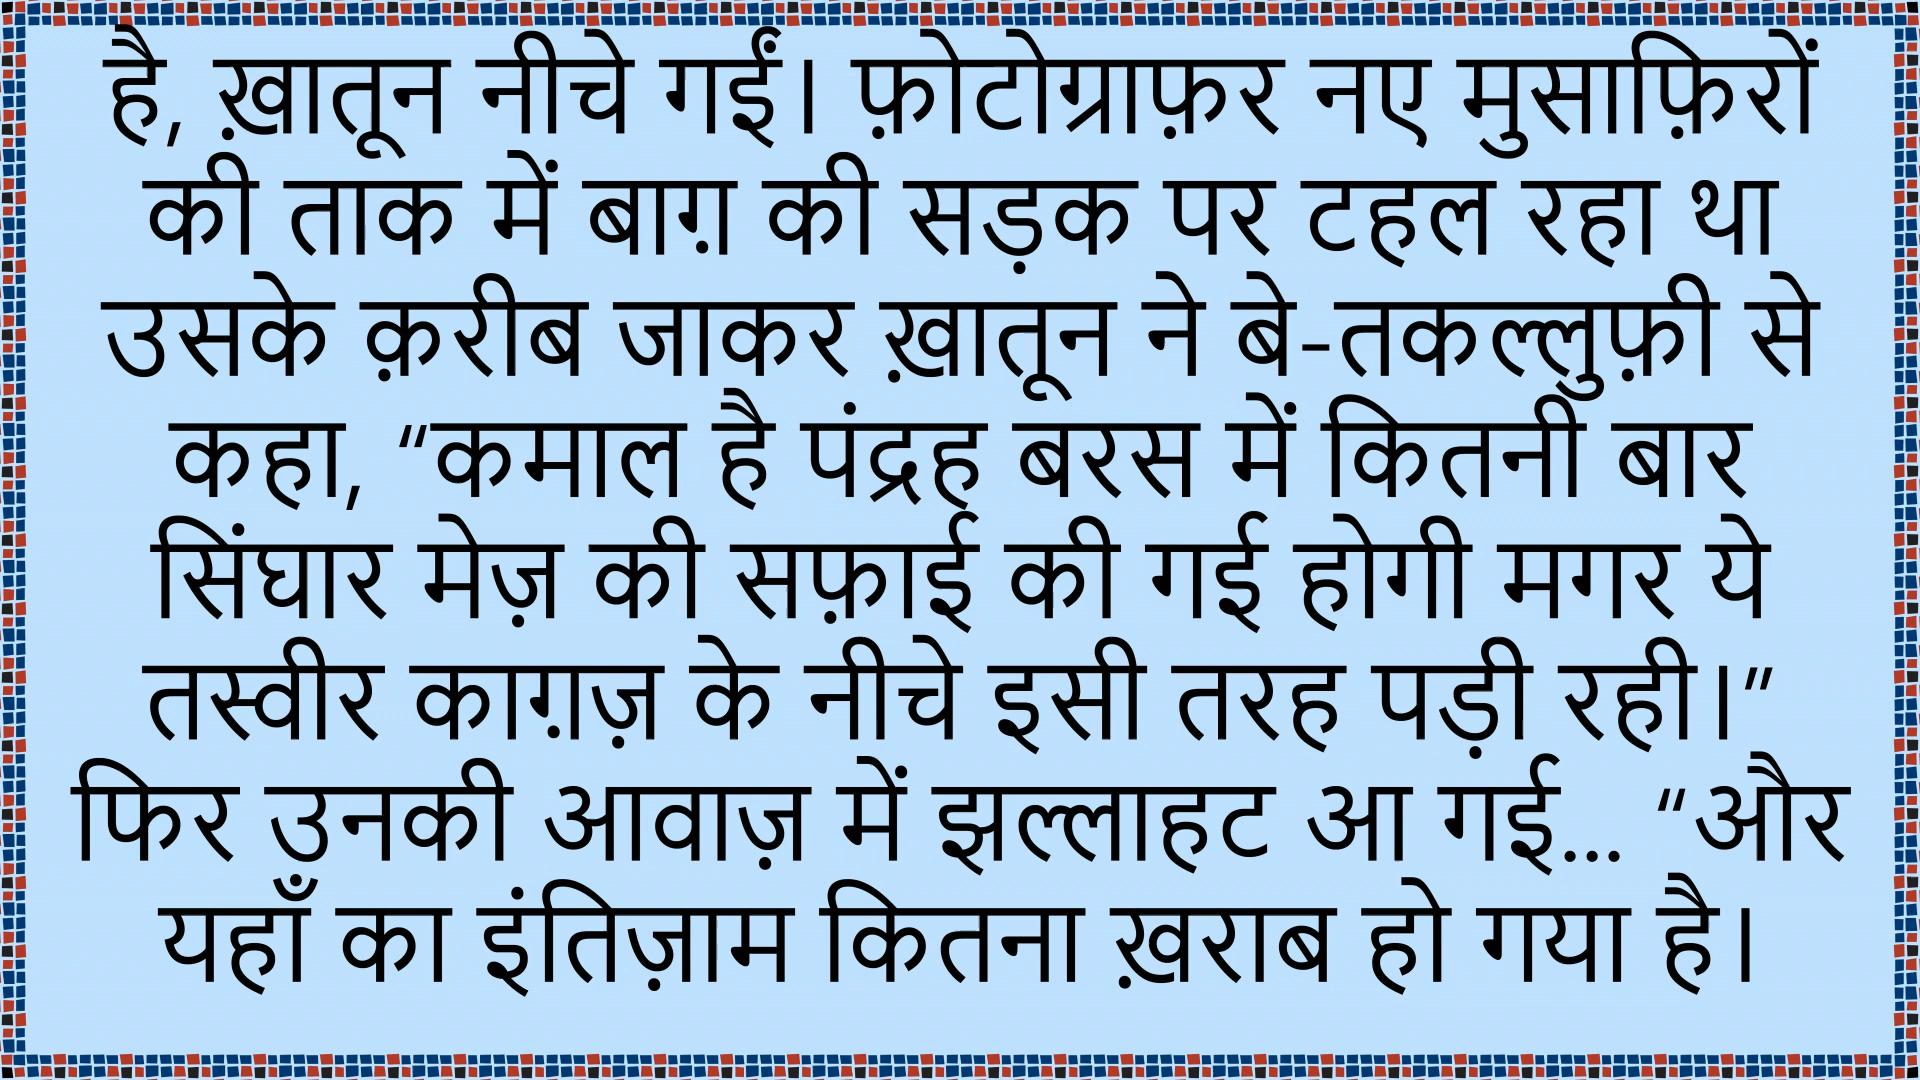 है, ख़ातून नीचे गईं। फ़ोटोग्राफ़र नए मुसाफ़िरों
की ताक में बाग़ की सड़क पर टहल रहा था
उसके क़रीब जाकर ख़ातून ने बे-तकल्लुफ़ी से
कहा, “कमाल है पंद्रह बरस में कितनी बार
सिंघार मेज़ की सफ़ाई की गई होगी मगर ये
तस्वीर काग़ज़ के नीचे इसी तरह पड़ी रही।”
फिर उनकी आवाज़ में झल्लाहट आ गई... “और
यहाँ का इंतिज़ाम कितना ख़राब हो गया है।